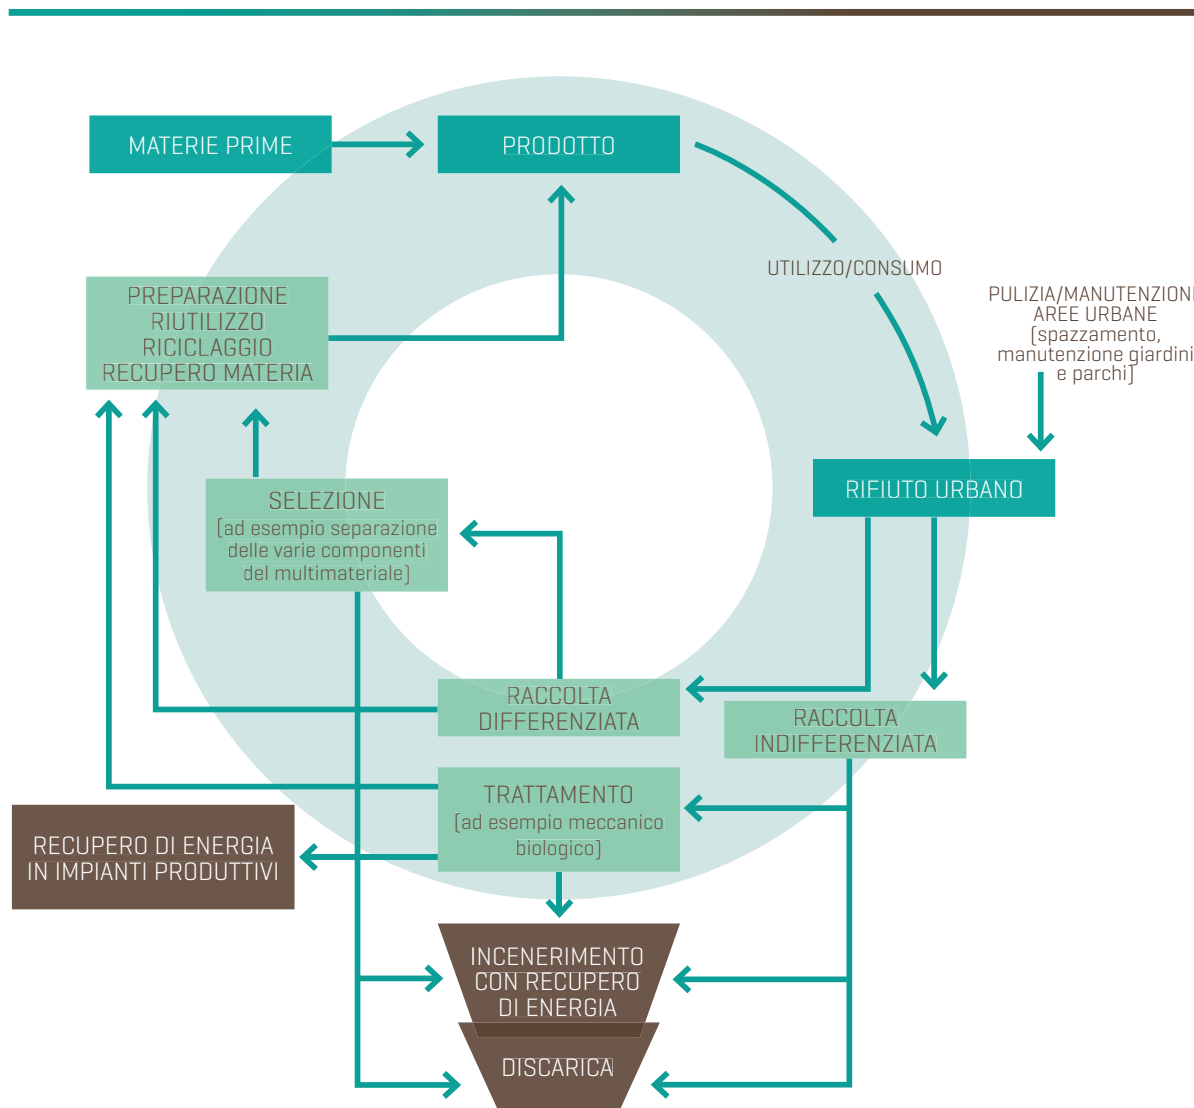 MATERIE PRIME
PRODOTTO
UTILIZZO/CONSUMO
PULIZIA/MANUTENZIONE
AREE URBANE
(spazzamento,
manutenzione giardini
e parchi)
PREPARAZIONE
RIUTILIZZO
RICICLAGGIO
RECUPERO MATERIA
RIFIUTO URBANO
SELEZIONE
(ad esempio separazione
delle varie componenti
del multimateriale)
RACCOLTA
DIFFERENZIATA
RACCOLTA
INDIFFERENZIATA
TRATTAMENTO
(ad esempio meccanico
biologico)
RECUPERO DI ENERGIA
IN IMPIANTI PRODUTTIVI
INCENERIMENTO
CON RECUPERO
DI ENERGIA
DISCARICA